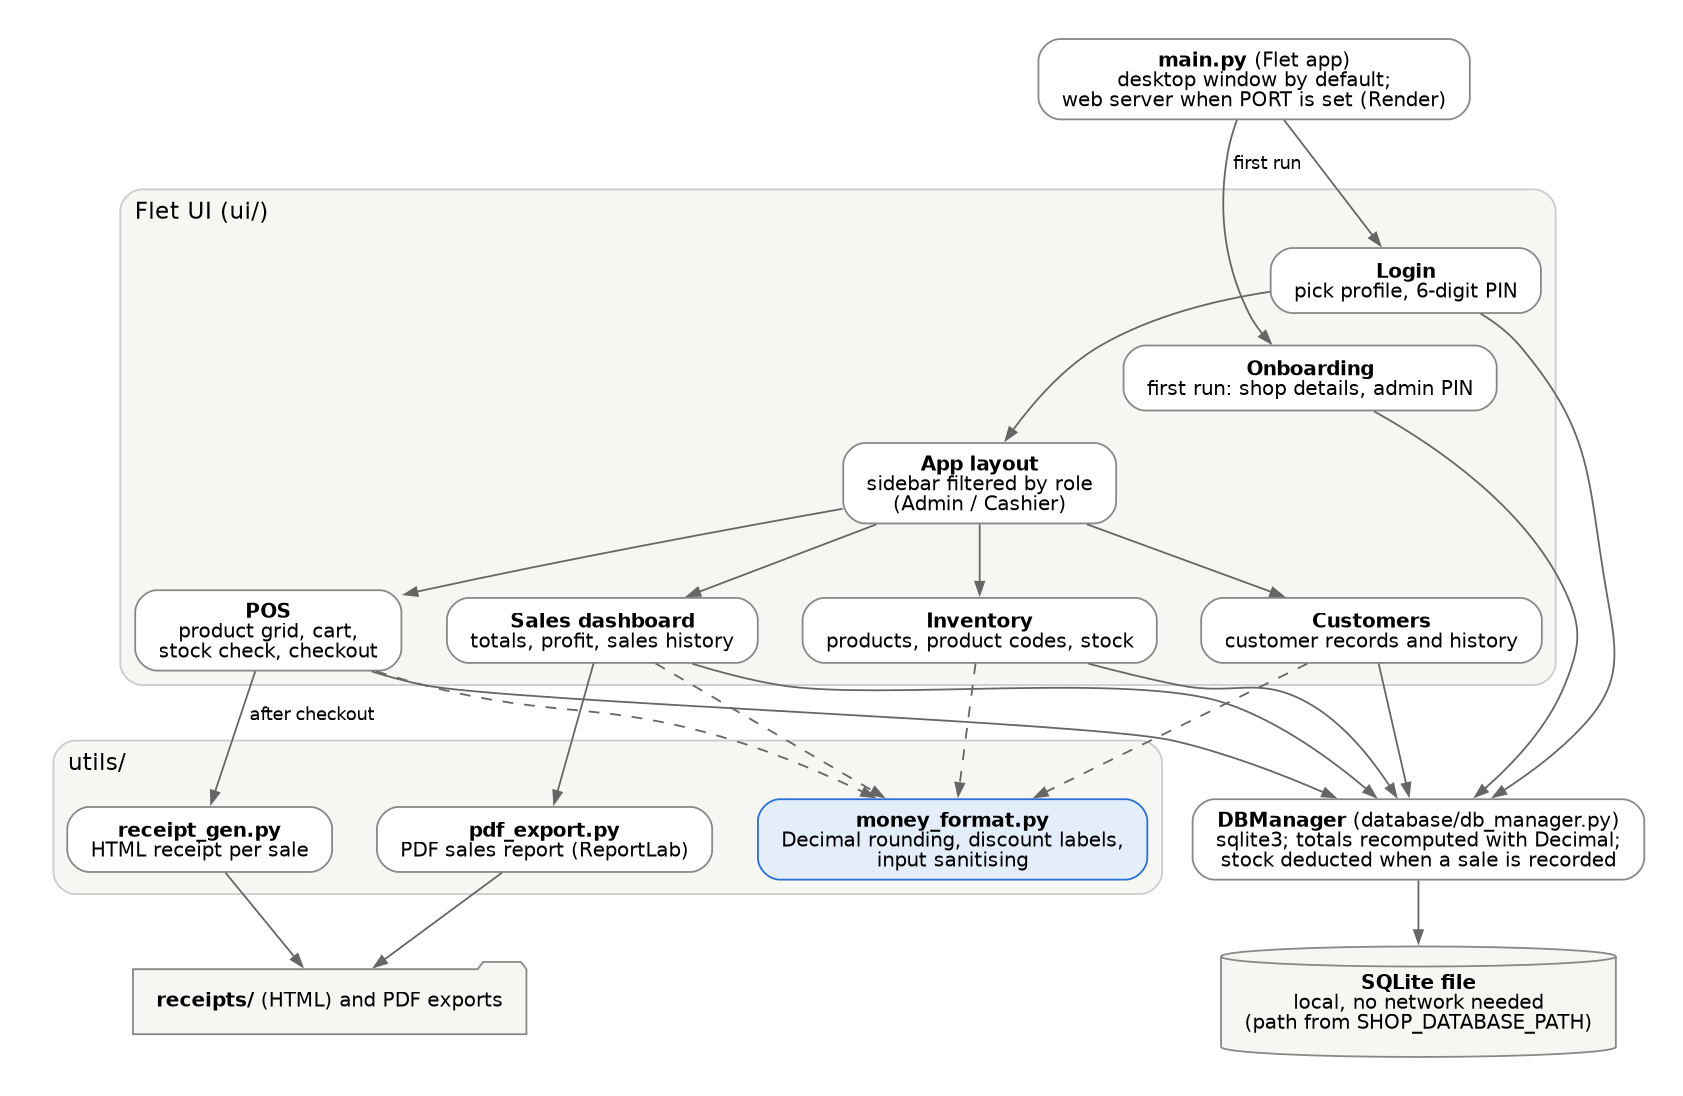 main.py (Flet app)
desktop window by default;
web server when PORT is set (Render)
first run
Flet UI (ui/)
Login
pick profile, 6-digit PIN
Onboarding
first run: shop details, admin PIN
App layout
sidebar filtered by role
(Admin / Cashier)
POS
product grid, cart,
stock check, checkout
Sales dashboard
totals, profit, sales history
Inventory
products, product codes, stock
Customers
customer records and history
after checkout
utils/
receipt_gen.py
HTML receipt per sale
pdf_export.py
PDF sales report (ReportLab)
money_format.py
Decimal rounding, discount labels,
input sanitising
DBManager (database/db_manager.py)
sqlite3; totals recomputed with Decimal;
stock deducted when a sale is recorded
receipts/ (HTML) and PDF exports
SQLite file
local, no network needed
(path from SHOP_DATABASE_PATH)